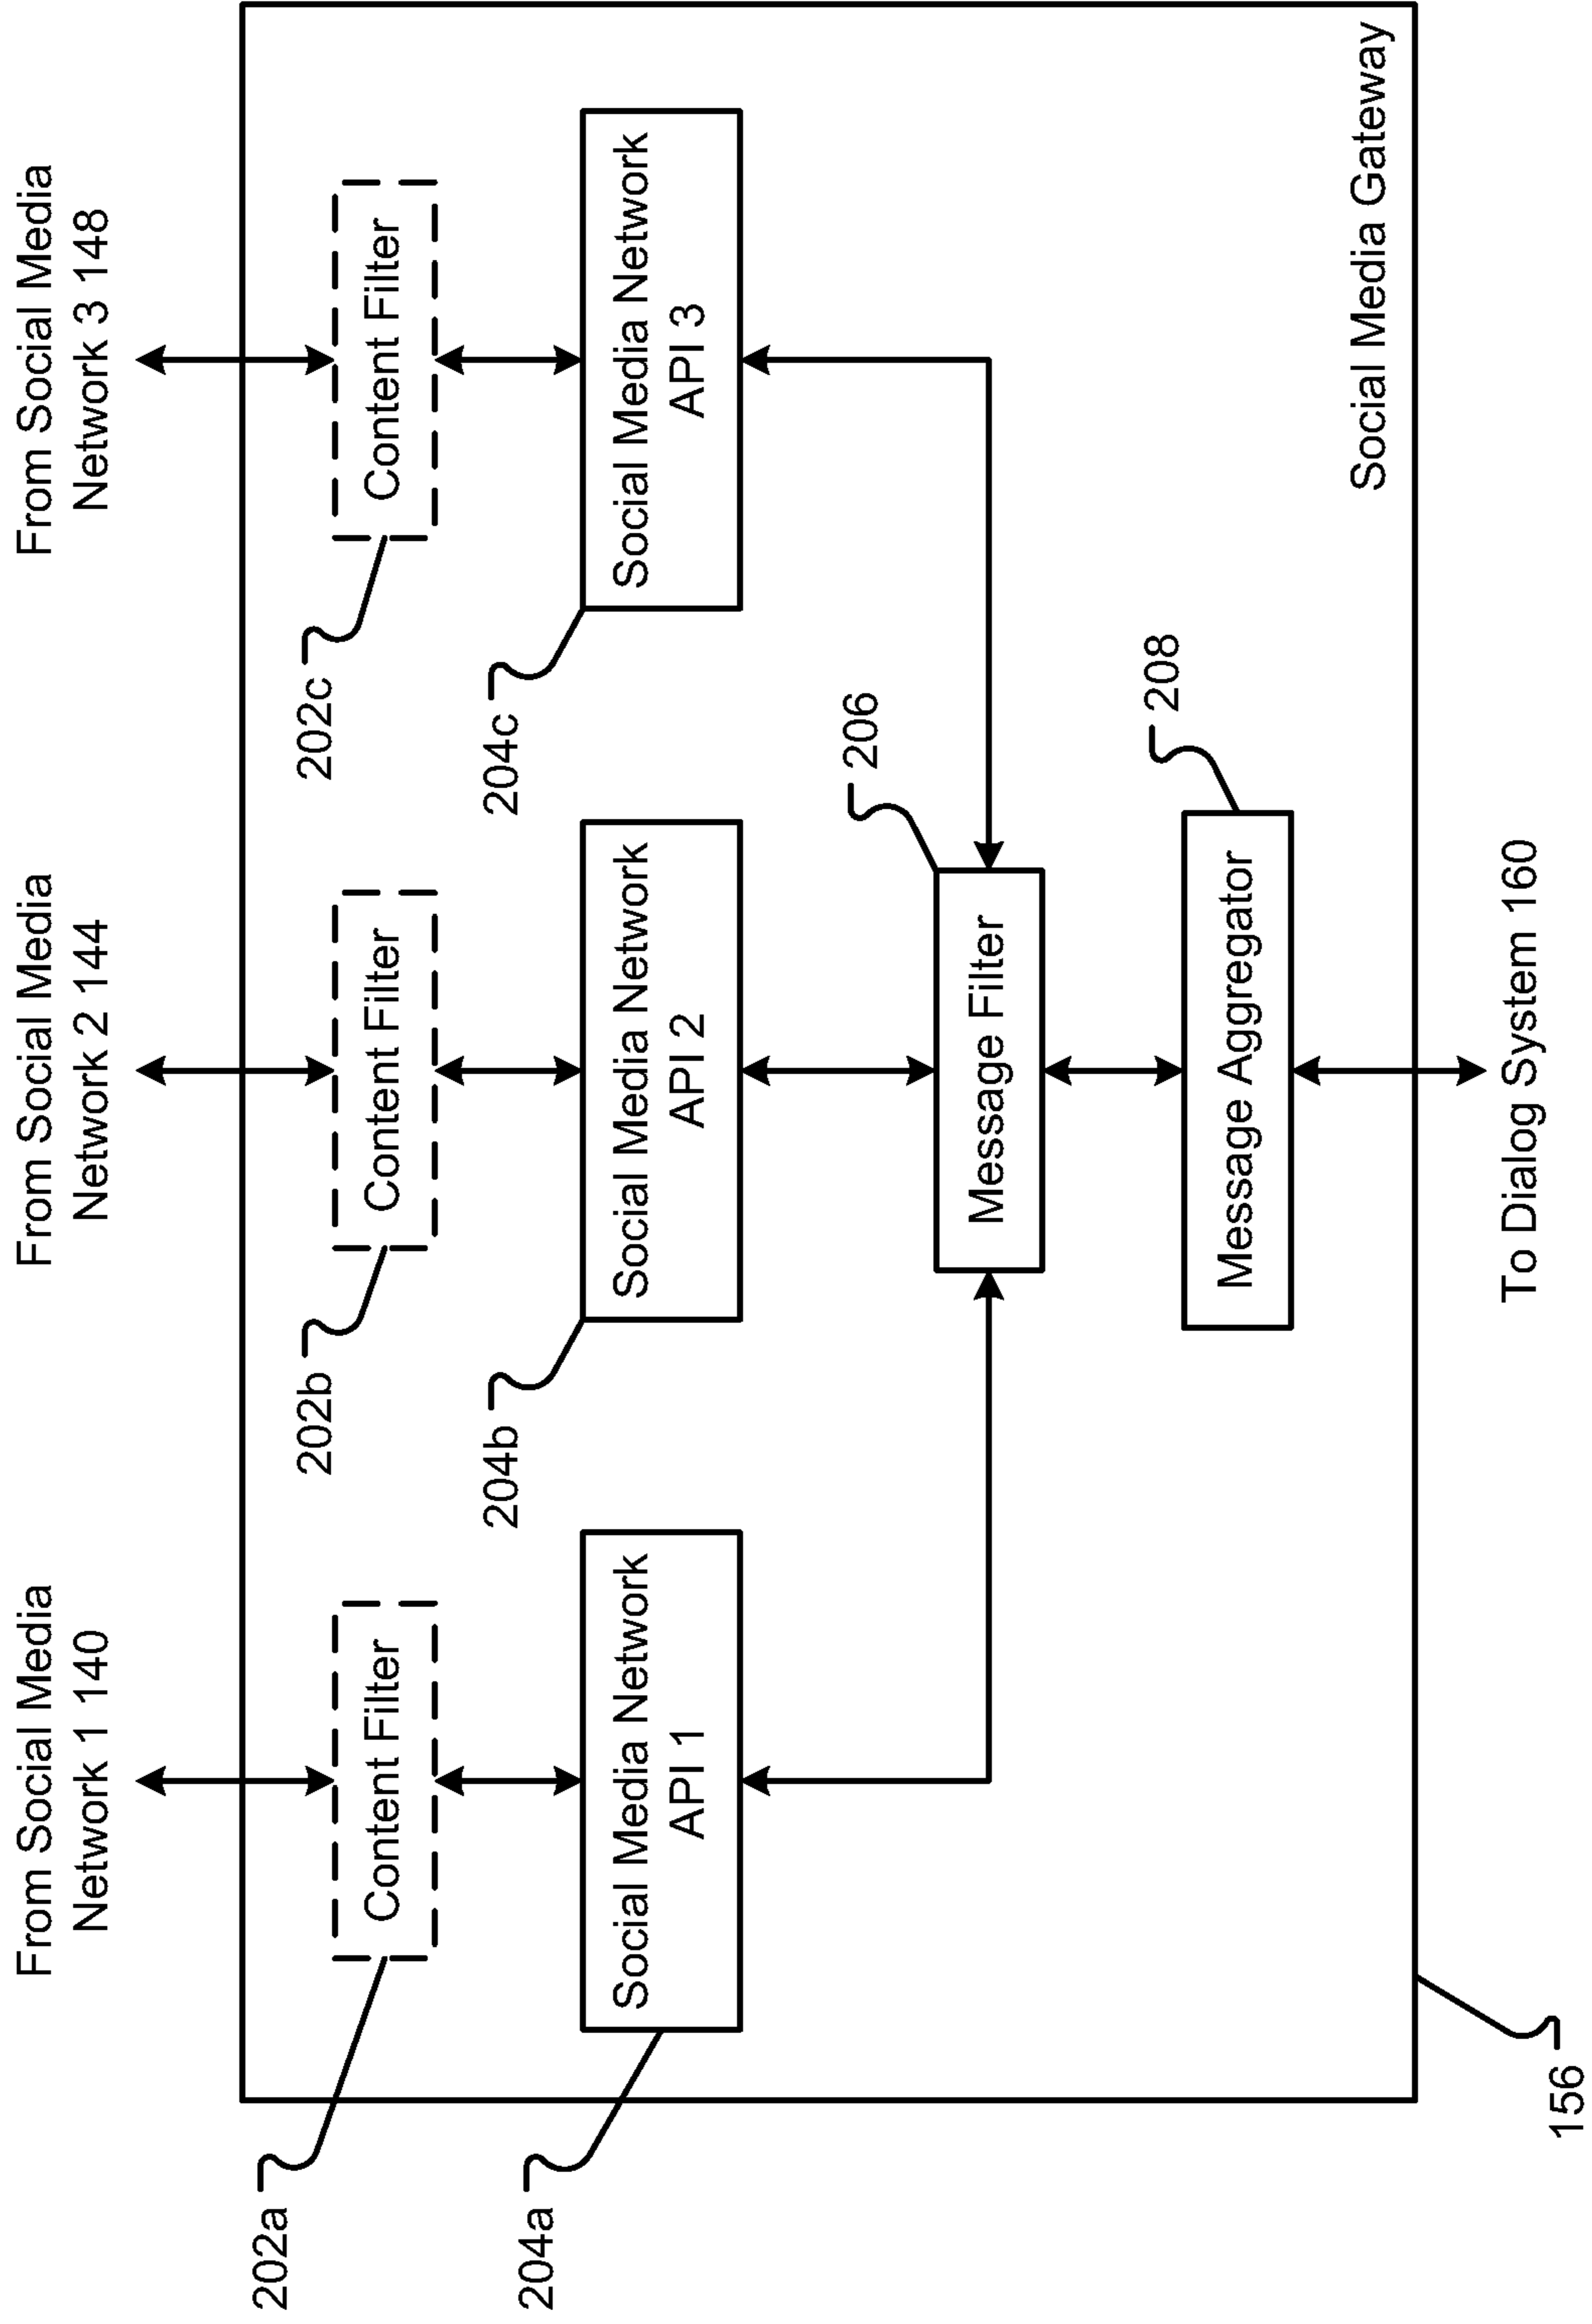 From Social Media
Network 1 140
From Social Media
Network 2 144
From Social Media
Network 3 148
202a
Content Filter
202b
Content Filter
202c
Content Filter
204a
Social Media Network
API 1
204b
Social Media Network
API 2
204c
Social Media Network
API 3
206
Message Filter
208
Message Aggregator
Social Media Gateway
156
To Dialog System 160